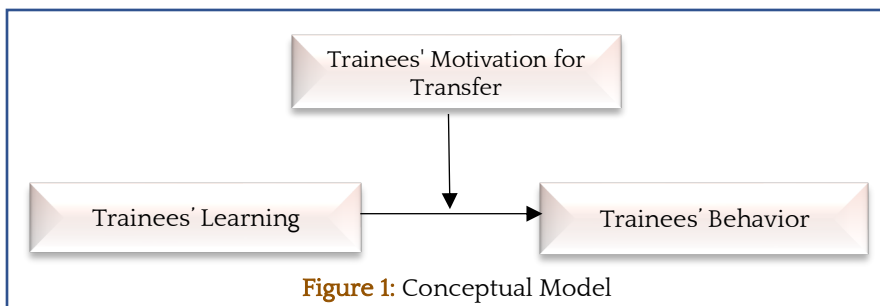 Trainees' Motivation for
Transfer
Trainees’ Learning
Trainees’ Behavior
Figure 1: Conceptual Model